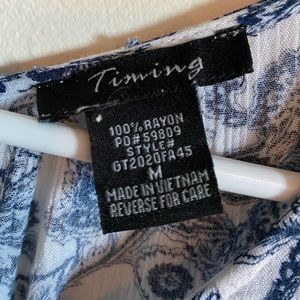 Timing
100% RAYON
PO#59809
STYLE#
GT2020FA45
M
MADE IN VIETNAM
REVERSE FOR CARE